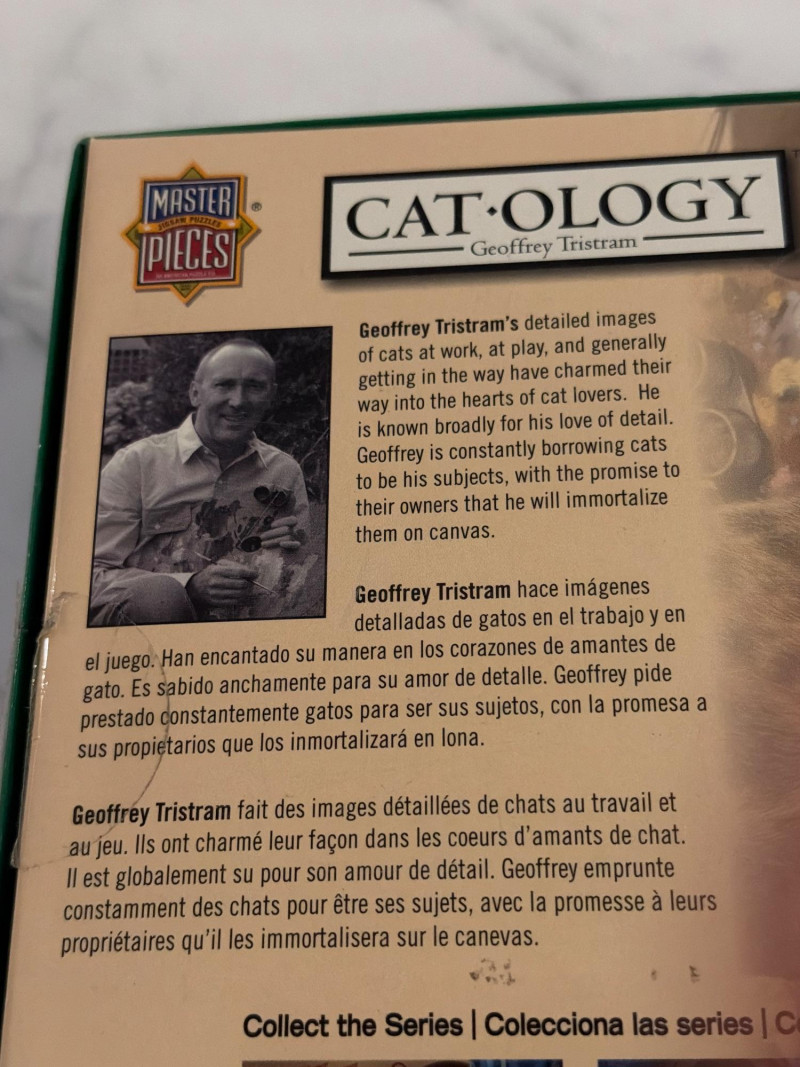 MASTER
JIGSAW PUZZLES
PIECES
®
CAT·OLOGY
Geoffrey Tristram
Geoffrey Tristram's detailed images
of cats at work, at play, and generally
getting in the way have charmed their
way into the hearts of cat lovers. He
is known broadly for his love of detail.
Geoffrey is constantly borrowing cats
to be his subjects, with the promise to
their owners that he will immortalize
them on canvas.
Geoffrey Tristram hace imágenes
detalladas de gatos en el trabajo y en
el juego. Han encantado su manera en los corazones de amantes de
gato. Es sabido anchamente para su amor de detalle. Geoffrey pide
prestado constantemente gatos para ser sus sujetos, con la promesa a
sus propietarios que los inmortalizará en lona.
Geoffrey Tristram fait des images détaillées de chats au travail et
au jeu. Ils ont charmé leur façon dans les coeurs d'amants de chat.
Il est globalement su pour son amour de détail. Geoffrey emprunte
constamment des chats pour être ses sujets, avec la promesse à leurs
propriétaires qu'il les immortalisera sur le canevas.
Collect the Series | Colecciona las series |